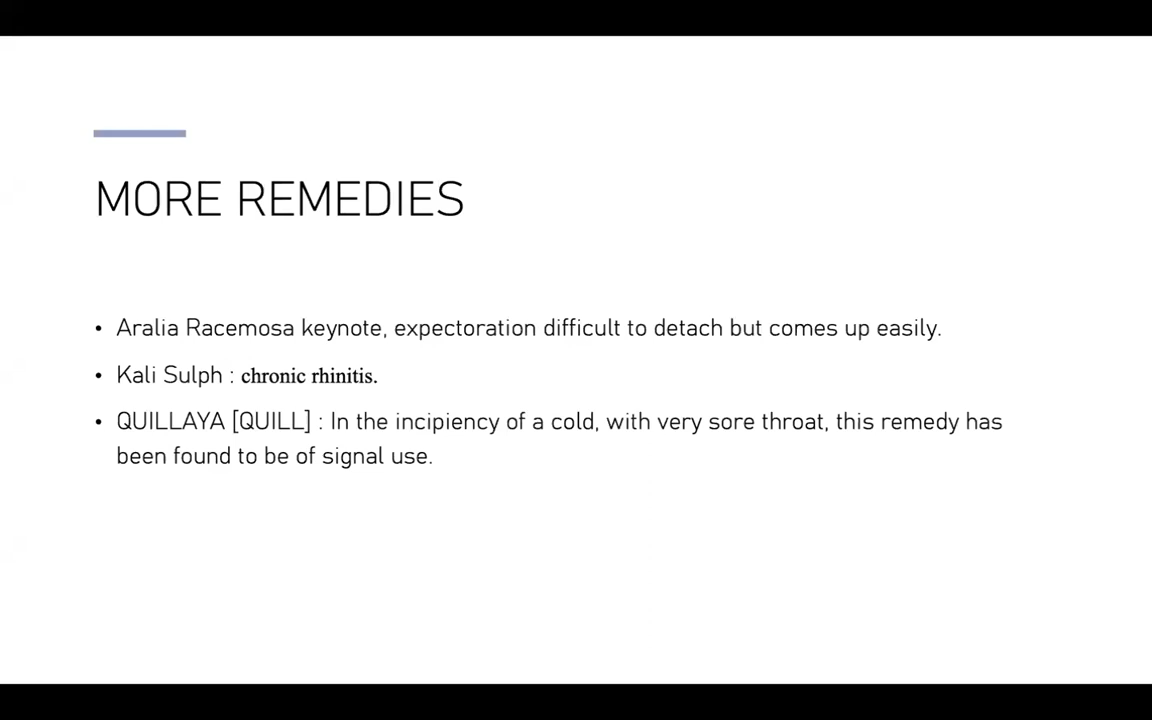 MORE REMEDIES
• Aralia Racemosa keynote, expectoration difficult to detach but comes up easily.
• Kali Sulph : chronic rhinitis.
• QUILLAYA [QUILL] : In the incipiency of a cold, with very sore throat, this remedy has
been found to be of signal use.